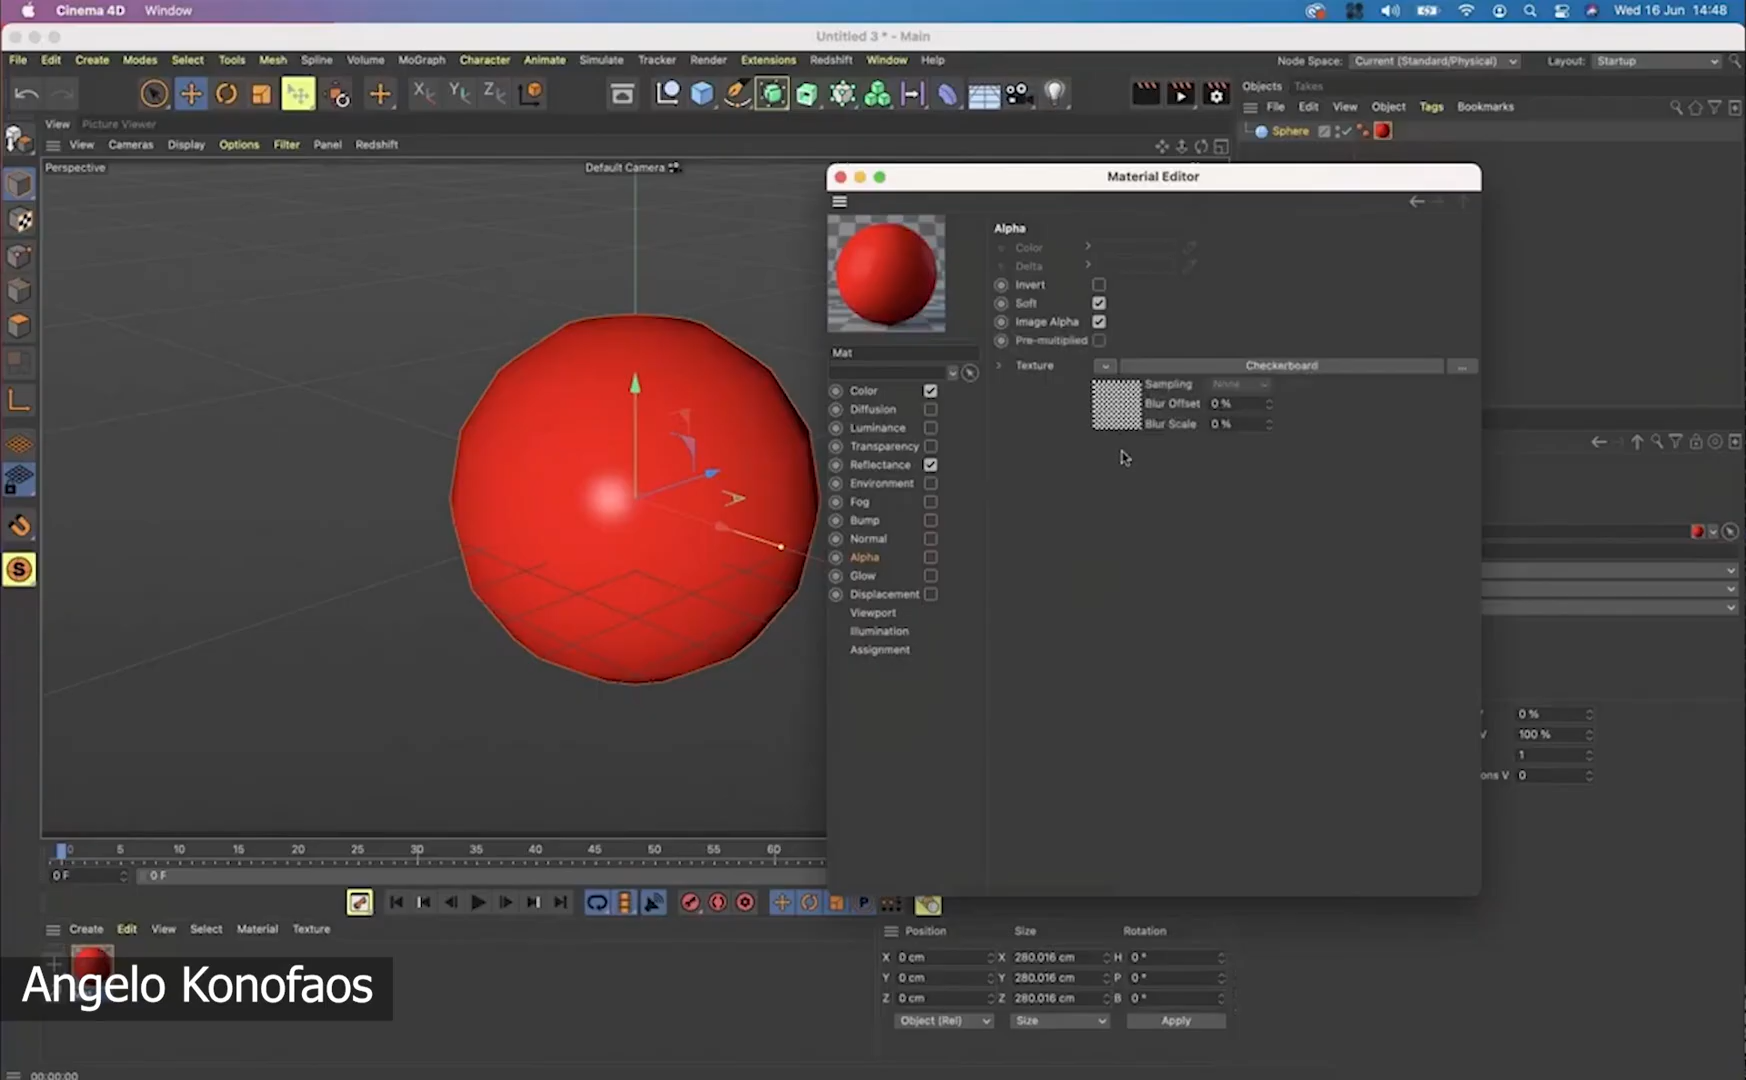 Cinema 4D Window
Wed 16 Jun 14:48
Untitled 3 * - Main
File Edit Create Modes Select Tools Mesh Spline Volume MoGraph Character Animate Simulate Tracker Render Extensions Redshift Window Help
Node Space: Current (Standard/Physical) Layout: Startup
X Y Z
Objects Takes
File Edit View Object Tags Bookmarks
Sphere
View Picture Viewer
View Cameras Display Options Filter Panel Redshift
Perspective
Default Camera
Material Editor
Mat
Color
Diffusion
Luminance
Transparency
Reflectance
Environment
Fog
Bump
Normal
Alpha
Glow
Displacement
Viewport
Illumination
Assignment
Alpha
Color
Delta
Invert
Soft
Image Alpha
Pre-multiplied
Texture Checkerboard ...
Sampling None
Blur Offset 0 %
Blur Scale 0 %
S
0 %
V 100 %
1
ons V 0
0 5 10 15 20 25 30 35 40 45 50 55 60
0 F 0 F
P
Create Edit View Select Material Texture
Position Size Rotation
X 0 cm X 280.016 cm H 0 °
Y 0 cm Y 280.016 cm P 0 °
Z 0 cm Z 280.016 cm B 0 °
Object (Rel) Size Apply
Angelo Konofaos
00:00:00